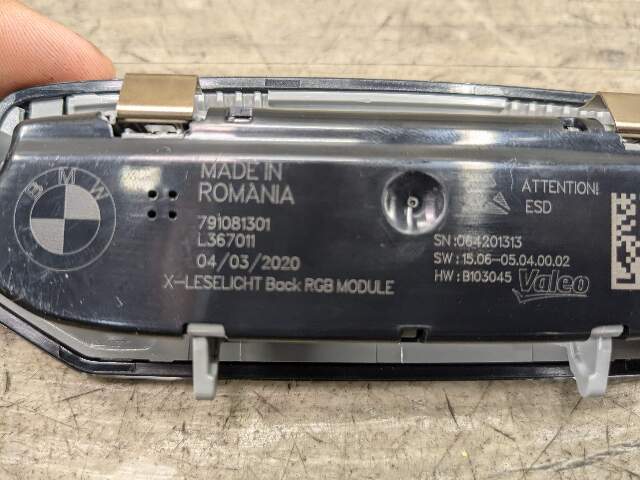 BMW
MADE IN
ROMANIA
791081301
L367011
04/03/2020
X-LESELICHT Back RGB MODULE
ATTENTION!
ESD
SN:064201313
SW:15.06-05.04.00.02
HW:B103045
Valeo